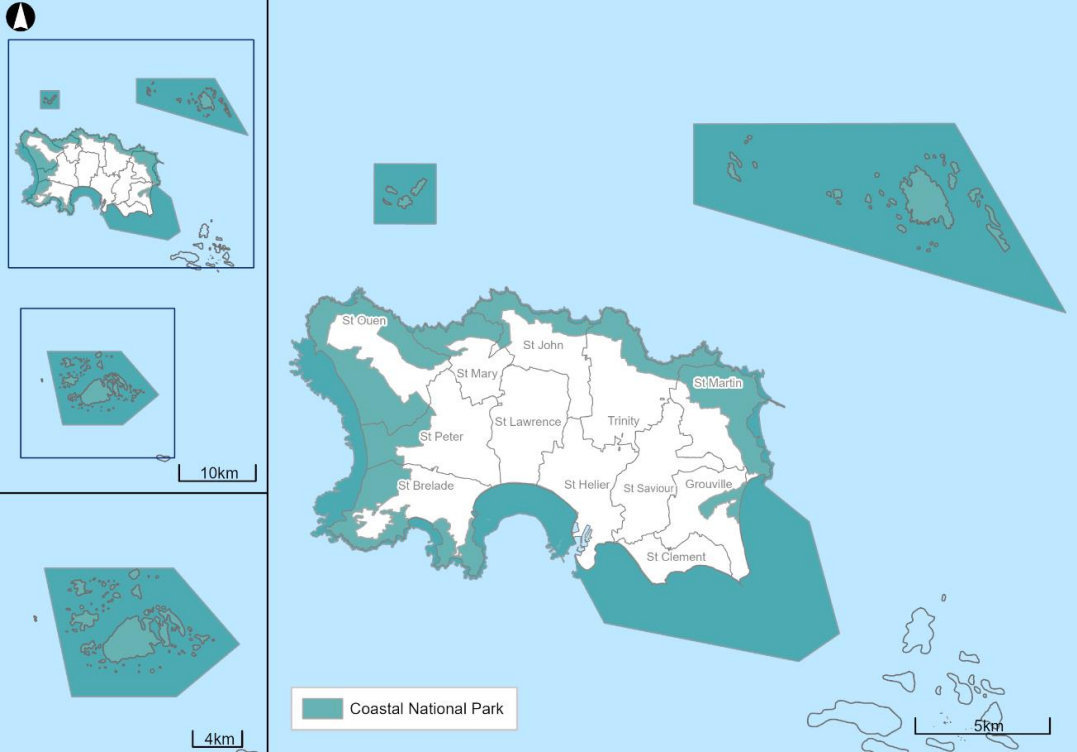 St Ouen
St John
St Mary
St Martin
St Lawrence
Trinity
St Peter
St Brelade
St Helier
St Saviour
Grouville
St Clement
10km
4km
Coastal National Park
5km